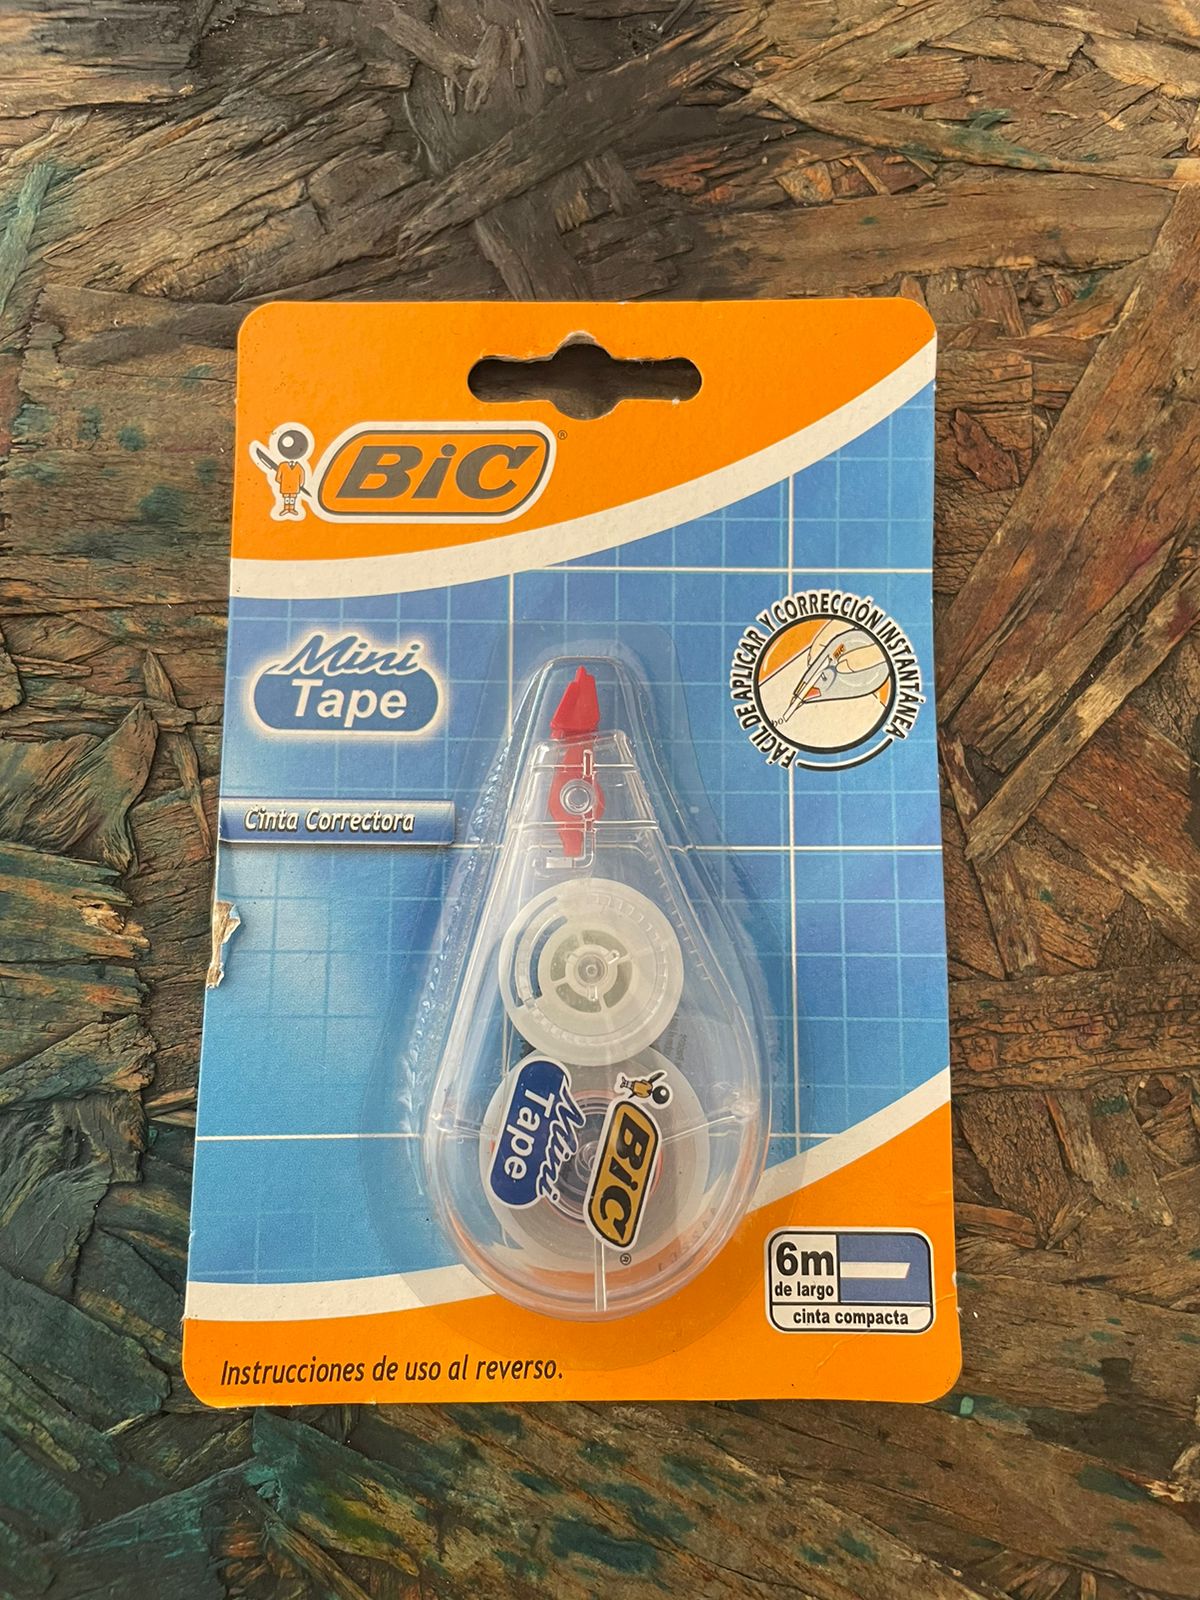 BiC®
Mini
Tape
FÁCIL DE APLICAR Y CORRECCIÓN INSTANTÁNEA
Cinta Correctora
Mini
Tape
BiC®
6m
de largo
cinta compacta
Instrucciones de uso al reverso.